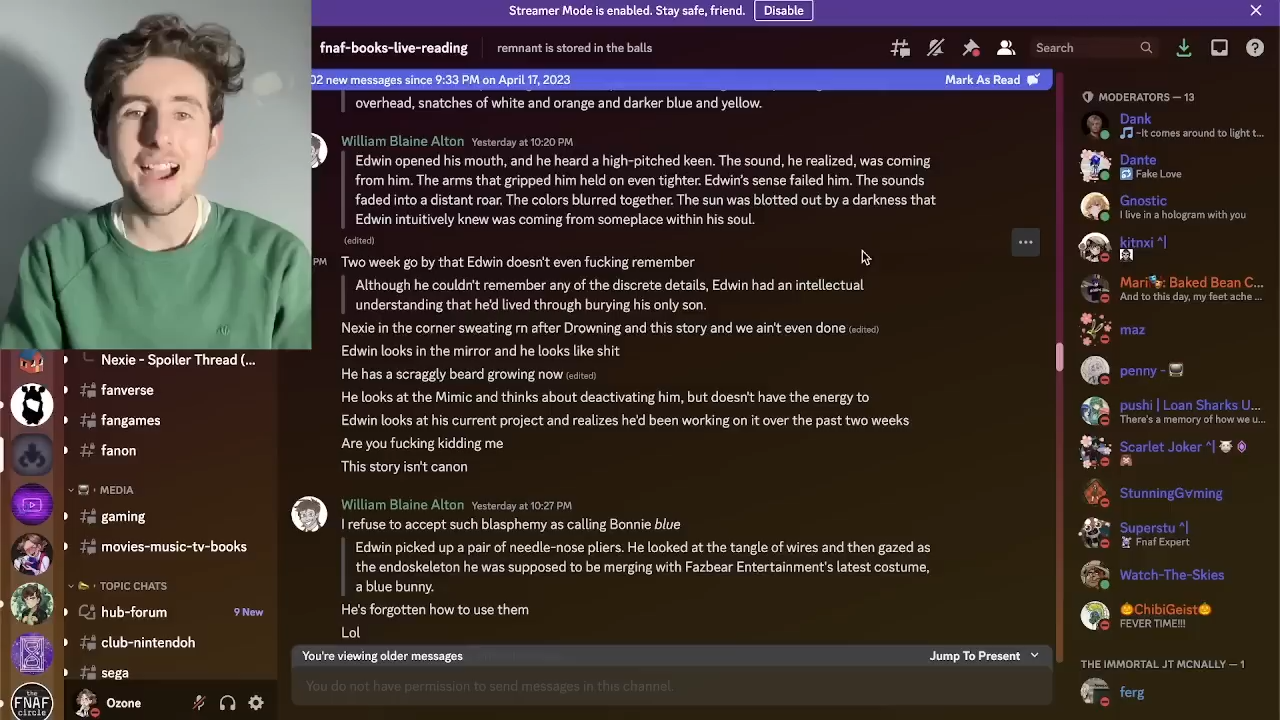 Streamer Mode is enabled. Stay safe, friend. Disable
fnaf-books-live-reading remnant is stored in the balls
Search
02 new messages since 9:33 PM on April 17, 2023 Mark As Read
overhead, snatches of white and orange and darker blue and yellow.
William Blaine Alton Yesterday at 10:20 PM
Edwin opened his mouth, and he heard a high-pitched keen. The sound, he realized, was coming
from him. The arms that gripped him held on even tighter. Edwin's sense failed him. The sounds
faded into a distant roar. The colors blurred together. The sun was blotted out by a darkness that
Edwin intuitively knew was coming from someplace within his soul.
(edited)
PM Two week go by that Edwin doesn't even fucking remember
Although he couldn't remember any of the discrete details, Edwin had an intellectual
understanding that he'd lived through burying his only son.
Nexie in the corner sweating rn after Drowning and this story and we ain't even done (edited)
Edwin looks in the mirror and he looks like shit
He has a scraggly beard growing now (edited)
He looks at the Mimic and thinks about deactivating him, but doesn't have the energy to
Edwin looks at his current project and realizes he'd been working on it over the past two weeks
Are you fucking kidding me
This story isn't canon
William Blaine Alton Yesterday at 10:27 PM
I refuse to accept such blasphemy as calling Bonnie blue
Edwin picked up a pair of needle-nose pliers. He looked at the tangle of wires and then gazed as
the endoskeleton he was supposed to be merging with Fazbear Entertainment's latest costume,
a blue bunny.
He's forgotten how to use them
Lol
You're viewing older messages Jump To Present
You do not have permission to send messages in this channel.
Nexie - Spoiler Thread (...
fanverse
fangames
fanon
MEDIA
gaming
movies-music-tv-books
TOPIC CHATS
hub-forum 9 New
club-nintendoh
sega
Ozone
THE FNAF circle
MODERATORS — 13
Dank
~It comes around to light t...
Dante
Fake Love
Gnostic
I live in a hologram with you
kitnxi ^|
Mari: Baked Bean C...
And to this day, my feet ache ...
maz
penny -
pushi | Loan Sharks U...
There's a memory of how we u...
Scarlet Joker ^|
StunningG∀ming
Superstu ^|
Fnaf Expert
Watch-The-Skies
🎃ChibiGeist🎃
FEVER TIME!!!
THE IMMORTAL JT MCNALLY — 1
ferg